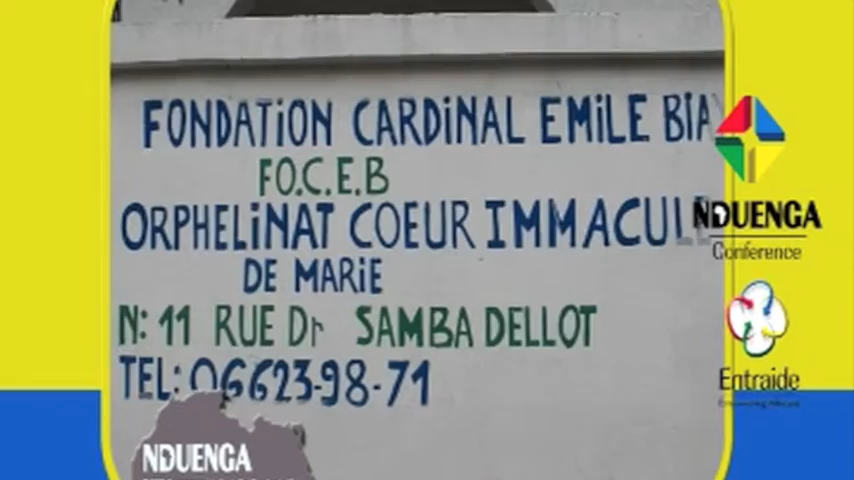 FONDATiON CARDiNAL EMiLE BIA
FO.C.E.B
ORPHELiNAT COEUR IMMACUL
DE MARiE
N: 11 RUE Dr SAMBA DELLOT
TEL: 06623-98-71
NDUENGA
Conference
Entraide
NDUENGA